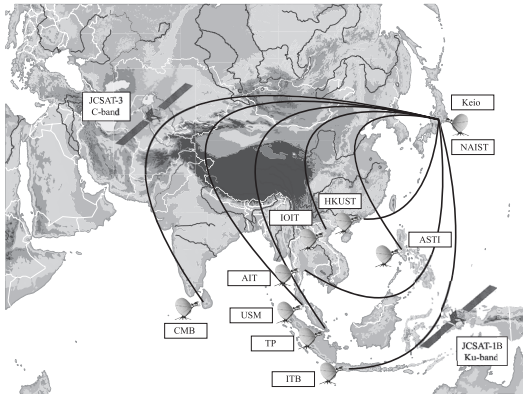 JCSAT-3
C-band
Keio
NAIST
HKUST
IOIT
ASTI
AIT
USM
CMB
TP
JCSAT-1B
Ku-band
ITB